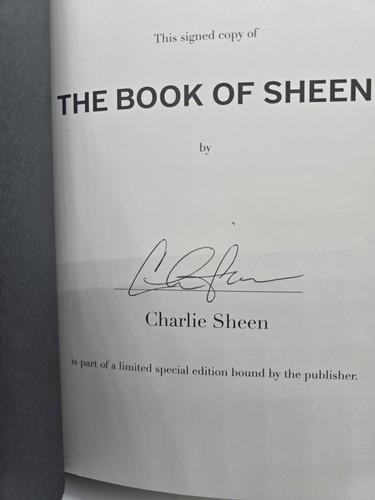 This signed copy of
THE BOOK OF SHEEN
by
Charlie Sheen
is part of a limited special edition bound by the publisher.